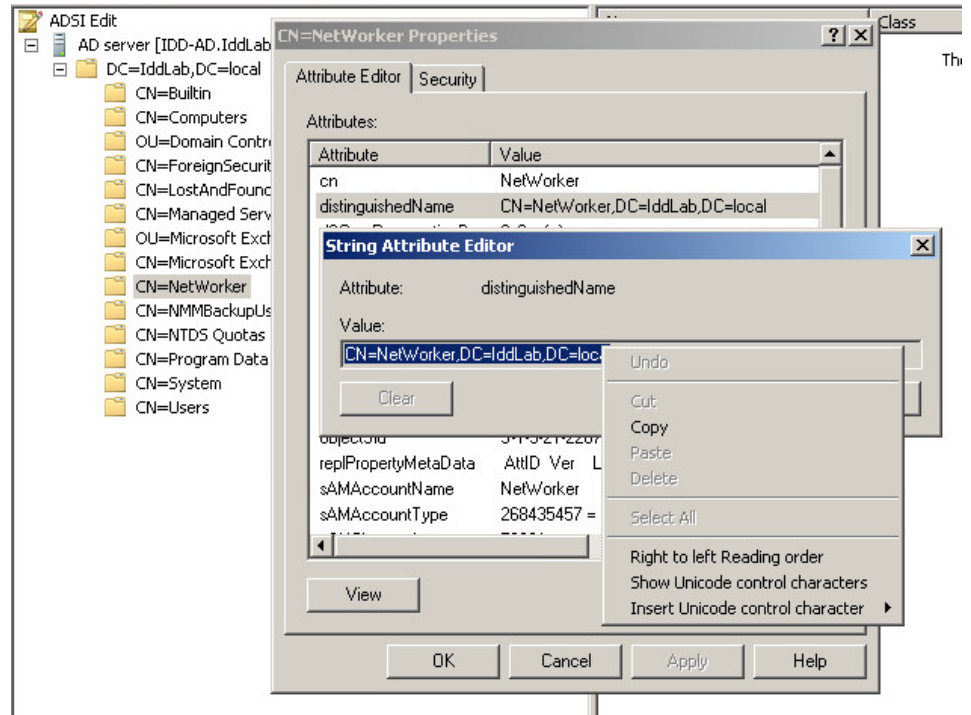 ADSI Edit
AD server [IDD-AD.IddLab
DC=IddLab,DC=local
CN=Builtin
CN=Computers
OU=Domain Contr
CN=ForeignSecurit
CN=LostAndFound
CN=Managed Serv
OU=Microsoft Exch
CN=Microsoft Exch
CN=NetWorker
CN=NMMBackupUs
CN=NTDS Quotas
CN=Program Data
CN=System
CN=Users
Class
The
CN=NetWorker Properties
Attribute Editor Security
Attributes:
Attribute Value
cn NetWorker
distinguishedName CN=NetWorker,DC=IddLab,DC=local
String Attribute Editor
Attribute: distinguishedName
Value:
CN=NetWorker,DC=IddLab,DC=loca
Clear
Undo
Cut
Copy
Paste
Delete
Select All
Right to left Reading order
Show Unicode control characters
Insert Unicode control character
objectSid
replPropertyMetaData AttID Ver L
sAMAccountName NetWorker
sAMAccountType 268435457 =
View
OK Cancel Apply Help